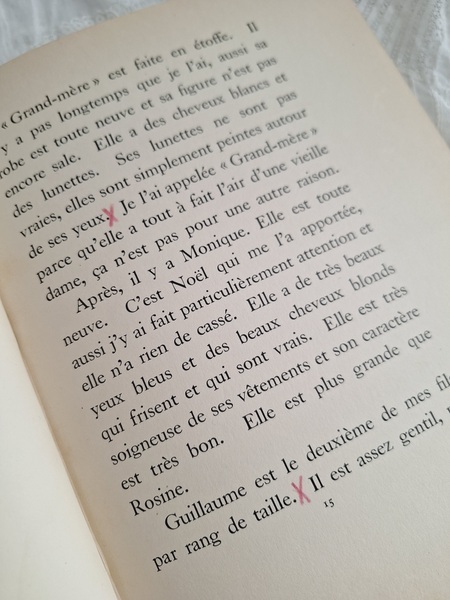 « Grand-mère » est faite en étoffe. Il
y a pas longtemps que je l'ai, aussi sa
robe est toute neuve et sa figure n'est pas
encore sale. Elle a des cheveux blancs et
des lunettes. Ses lunettes ne sont pas
vraies, elles sont simplement peintes autour
de ses yeux. Je l'ai appelée « Grand-mère »
parce qu'elle a tout à fait l'air d'une vieille
dame, ça n'est pas pour une autre raison.
Après, il y a Monique. Elle est toute
neuve. C'est Noël qui me l'a apportée,
aussi j'y ai fait particulièrement attention et
elle n'a rien de cassé. Elle a de très beaux
yeux bleus et des beaux cheveux blonds
qui frisent et qui sont vrais. Elle est très
soigneuse de ses vêtements et son caractère
est très bon. Elle est plus grande que
Rosine.
Guillaume est le deuxième de mes fil
par rang de taille. Il est assez gentil,
15